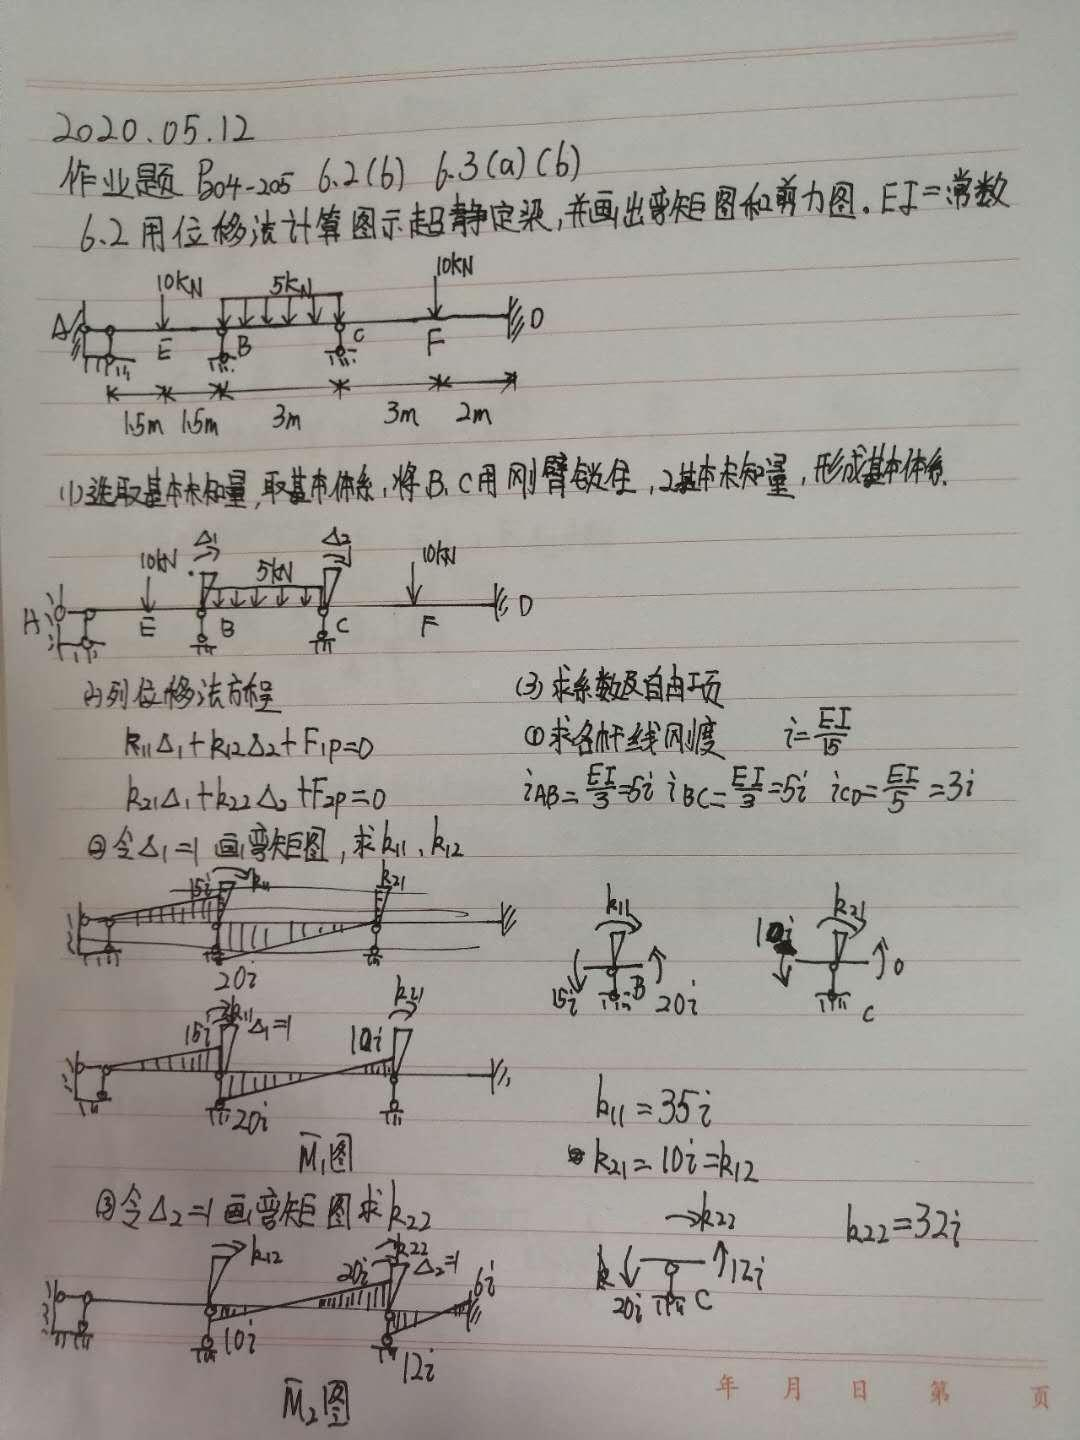 2020.05.12
作业题 B04-205 6.2(b) 6.3(a)(b)
6.2 用位移法计算图示超静定梁,并画出弯矩图和剪力图。EI=常数
10kN 5kN 10kN
A E B C F D
1.5m 1.5m 3m 3m 2m
(1)选取基本未知量,取基本体系,将B、C用刚臂锁住,2基本未知量,形成基本体系.
Δ1 Δ2
10kN 5kN 10kN
A E B C F D
(2)列位移法方程
k11Δ1+k12Δ2+F1P=0
k21Δ1+k22Δ2+F2P=0
(3)求系数及自由项
①求各杆线刚度 i=EI/15
iAB=EI/3=5i iBC=EI/3=5i iCD=EI/5=3i
②令Δ1=1画弯矩图,求k11、k12
15i k11 k21
20i
k11 k21
15i B 20i 10i C 0
15i k11 Δ1=1 10i k21
20i
M̄1图
k11=35i
k21=10i=k12
③令Δ2=1画弯矩图求k22
k12 20i k22 Δ2=1 6i
10i 12i
M̄2图
k22
20i C 12i
k22=32i
年 月 日 第 页